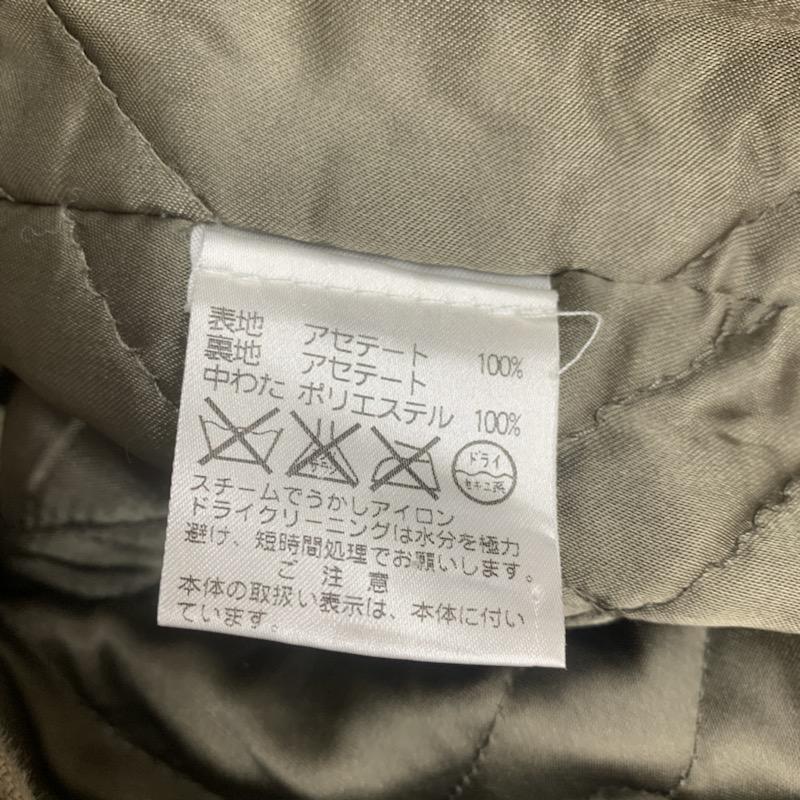 表地 アセテート
裏地 アセテート 100%
中わた ポリエステル 100%
ドライ
セキユ系
スチームでうかしアイロン
ドライクリーニングは水分を極力
避け、短時間処理でお願いします。
ご 注 意
本体の取扱い表示は、本体に付い
ています。